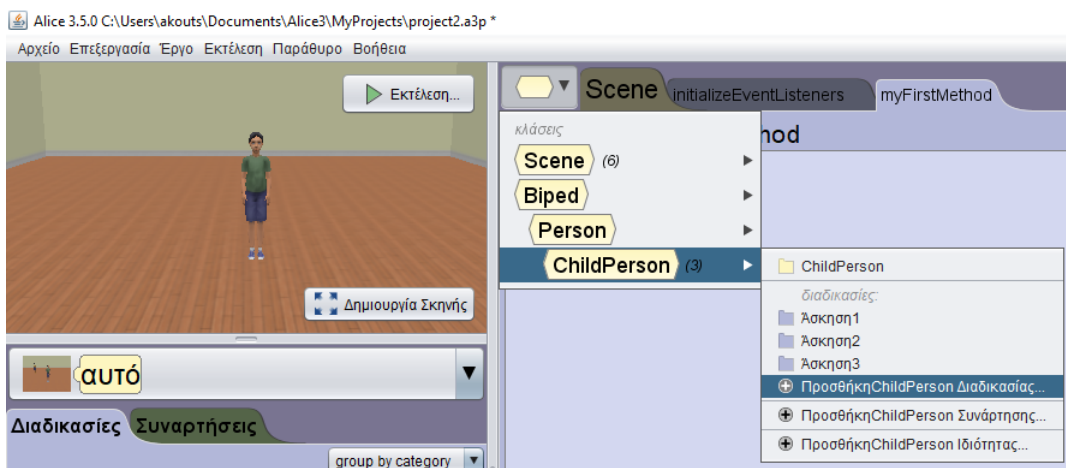 Alice 3.5.0 C:\Users\akouts\Documents\Alice3\MyProjects\project2.a3p *
Αρχείο Επεξεργασία Έργο Εκτέλεση Παράθυρο Βοήθεια
Εκτέλεση...
Δημιουργία Σκηνής
αυτό
Διαδικασίες Συναρτήσεις
group by category
Scene initializeEventListeners myFirstMethod
hod
κλάσεις
Scene (6)
Biped
Person
ChildPerson (3)
ChildPerson
διαδικασίες:
Άσκηση1
Άσκηση2
Άσκηση3
ΠροσθήκηChildPerson Διαδικασίας...
ΠροσθήκηChildPerson Συνάρτησης...
ΠροσθήκηChildPerson Ιδιότητας...